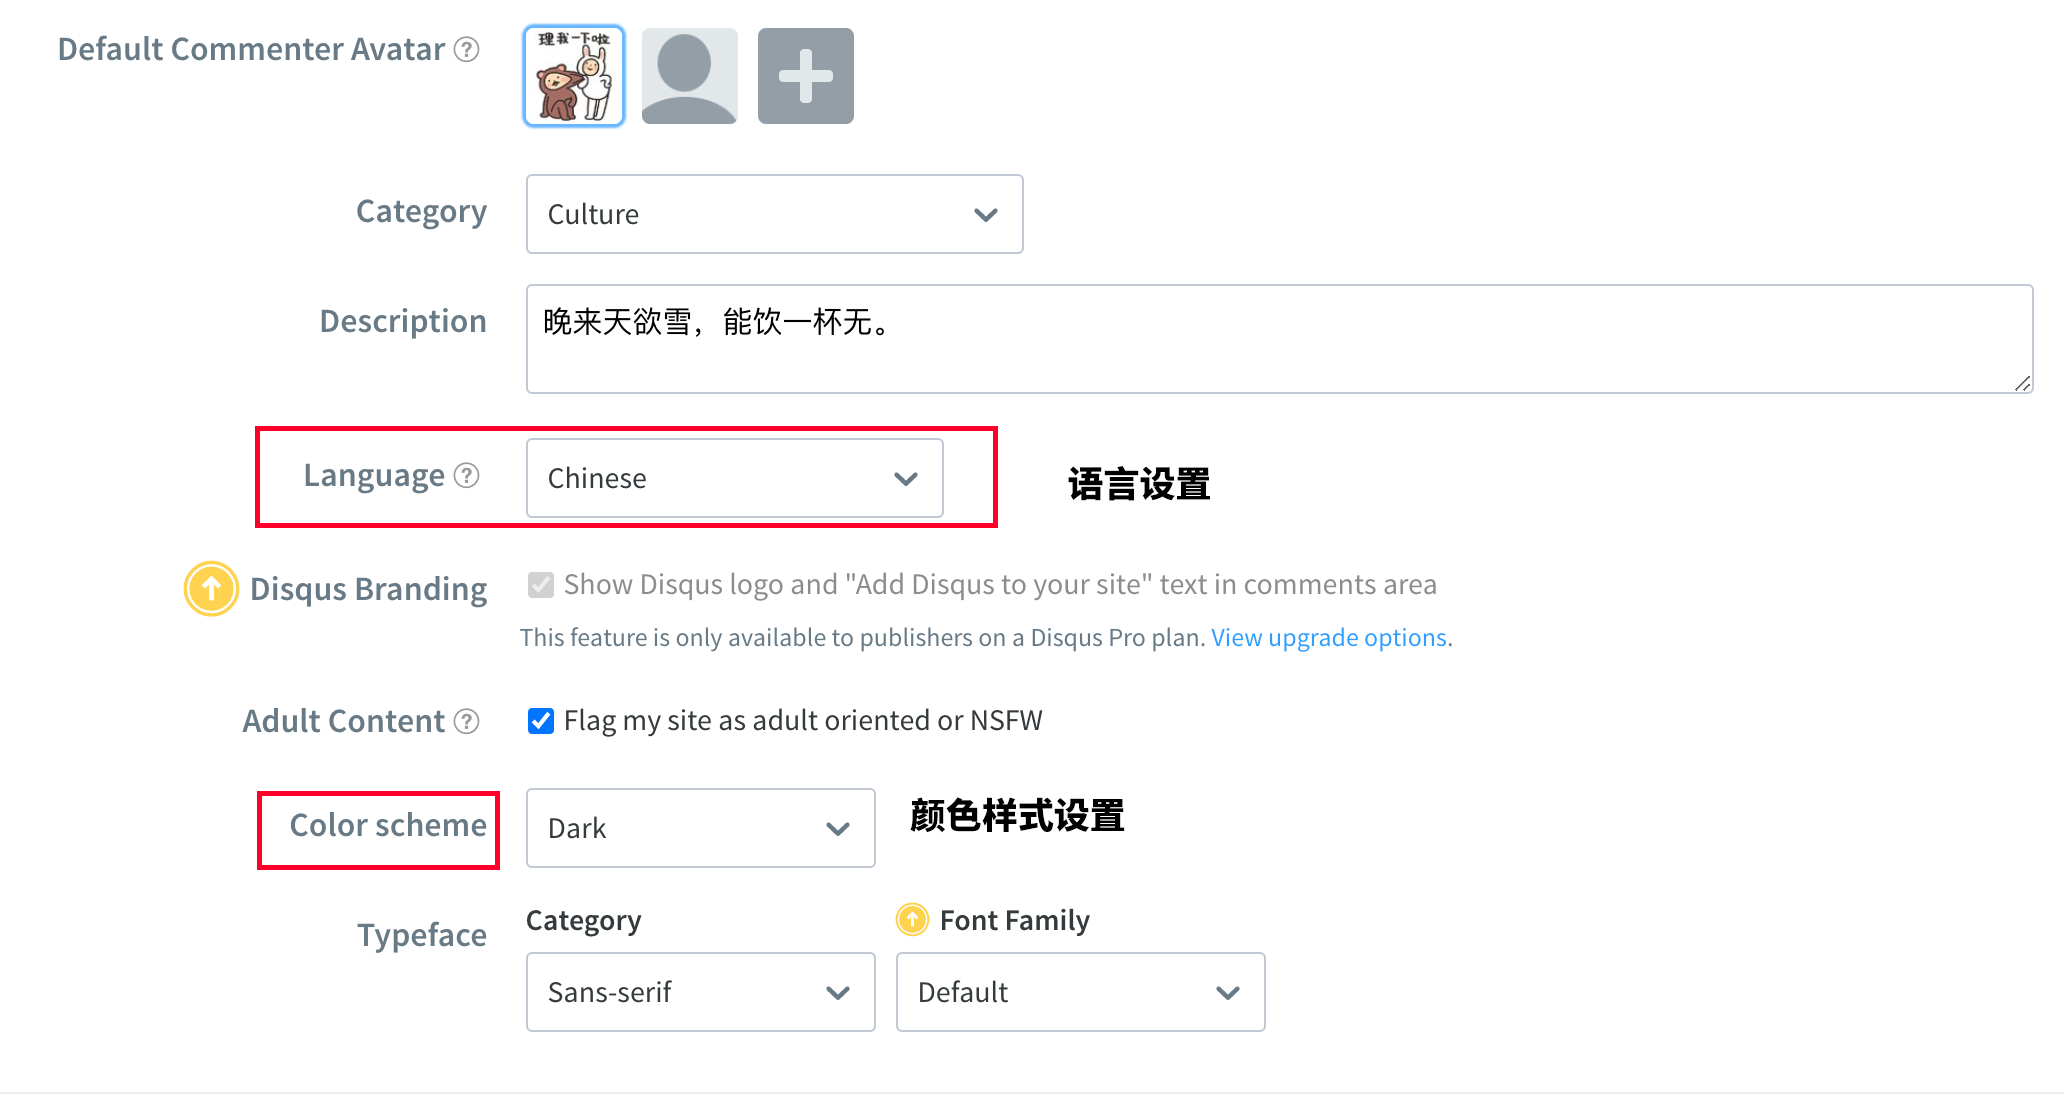 Default Commenter Avatar ?
理我一下啦
Category
Culture
Description
晚来天欲雪，能饮一杯无。
Language ?
Chinese
语言设置
Disqus Branding
Show Disqus logo and "Add Disqus to your site" text in comments area
This feature is only available to publishers on a Disqus Pro plan. View upgrade options.
Adult Content ?
Flag my site as adult oriented or NSFW
Color scheme
Dark
颜色样式设置
Typeface
Category
Font Family
Sans-serif
Default